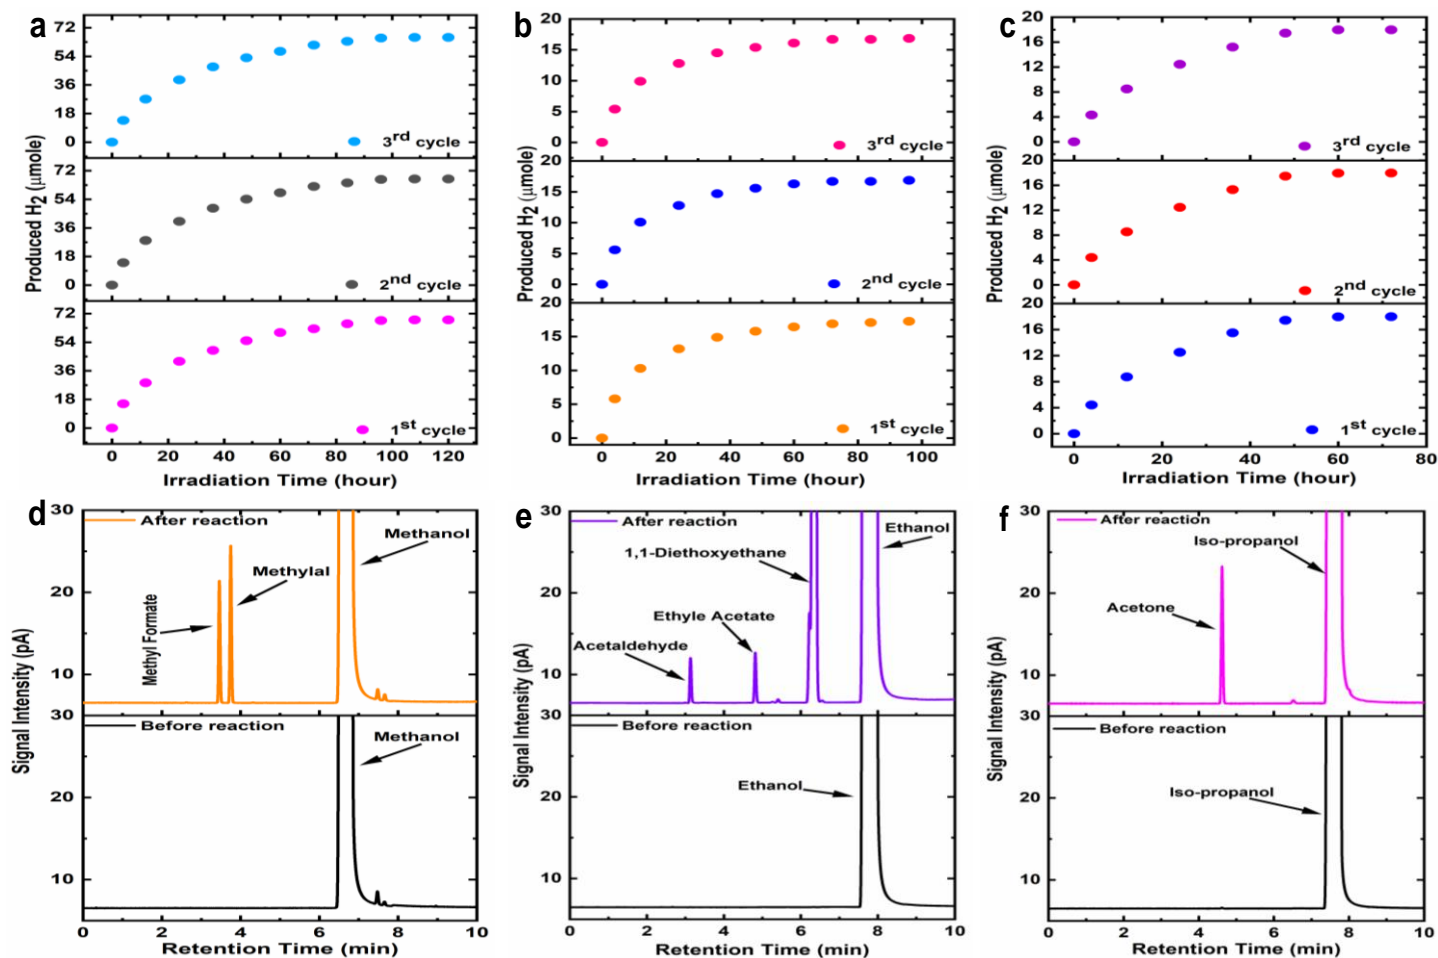 a
Produced H2 (μmole)
72
54
36
18
0
3rd cycle
72
54
36
18
0
2nd cycle
72
54
36
18
0
1st cycle
0 20 40 60 80 100 120
Irradiation Time (hour)
b
Produced H2 (μmole)
20
15
10
5
0
3rd cycle
20
15
10
5
0
2nd cycle
20
15
10
5
0
1st cycle
0 20 40 60 80 100
Irradiation Time (hour)
c
Produced H2 (μmole)
20
16
12
8
4
0
3rd cycle
20
16
12
8
4
0
2nd cycle
20
16
12
8
4
0
1st cycle
0 20 40 60 80
Irradiation Time (hour)
d
Signal Intensity (pA)
30
20
10
After reaction
Methanol
Methylal
Methyl Formate
30
20
10
Before reaction
Methanol
0 2 4 6 8 10
Retention Time (min)
e
Signal Intensity (pA)
30
20
10
After reaction
Ethanol
1,1-Diethoxyethane
Ethyle Acetate
Acetaldehyde
30
20
10
Before reaction
Ethanol
0 2 4 6 8 10
Retention Time (min)
f
Signal Intensity (pA)
30
20
10
After reaction
Iso-propanol
Acetone
30
20
10
Before reaction
Iso-propanol
0 2 4 6 8 10
Retention Time (min)